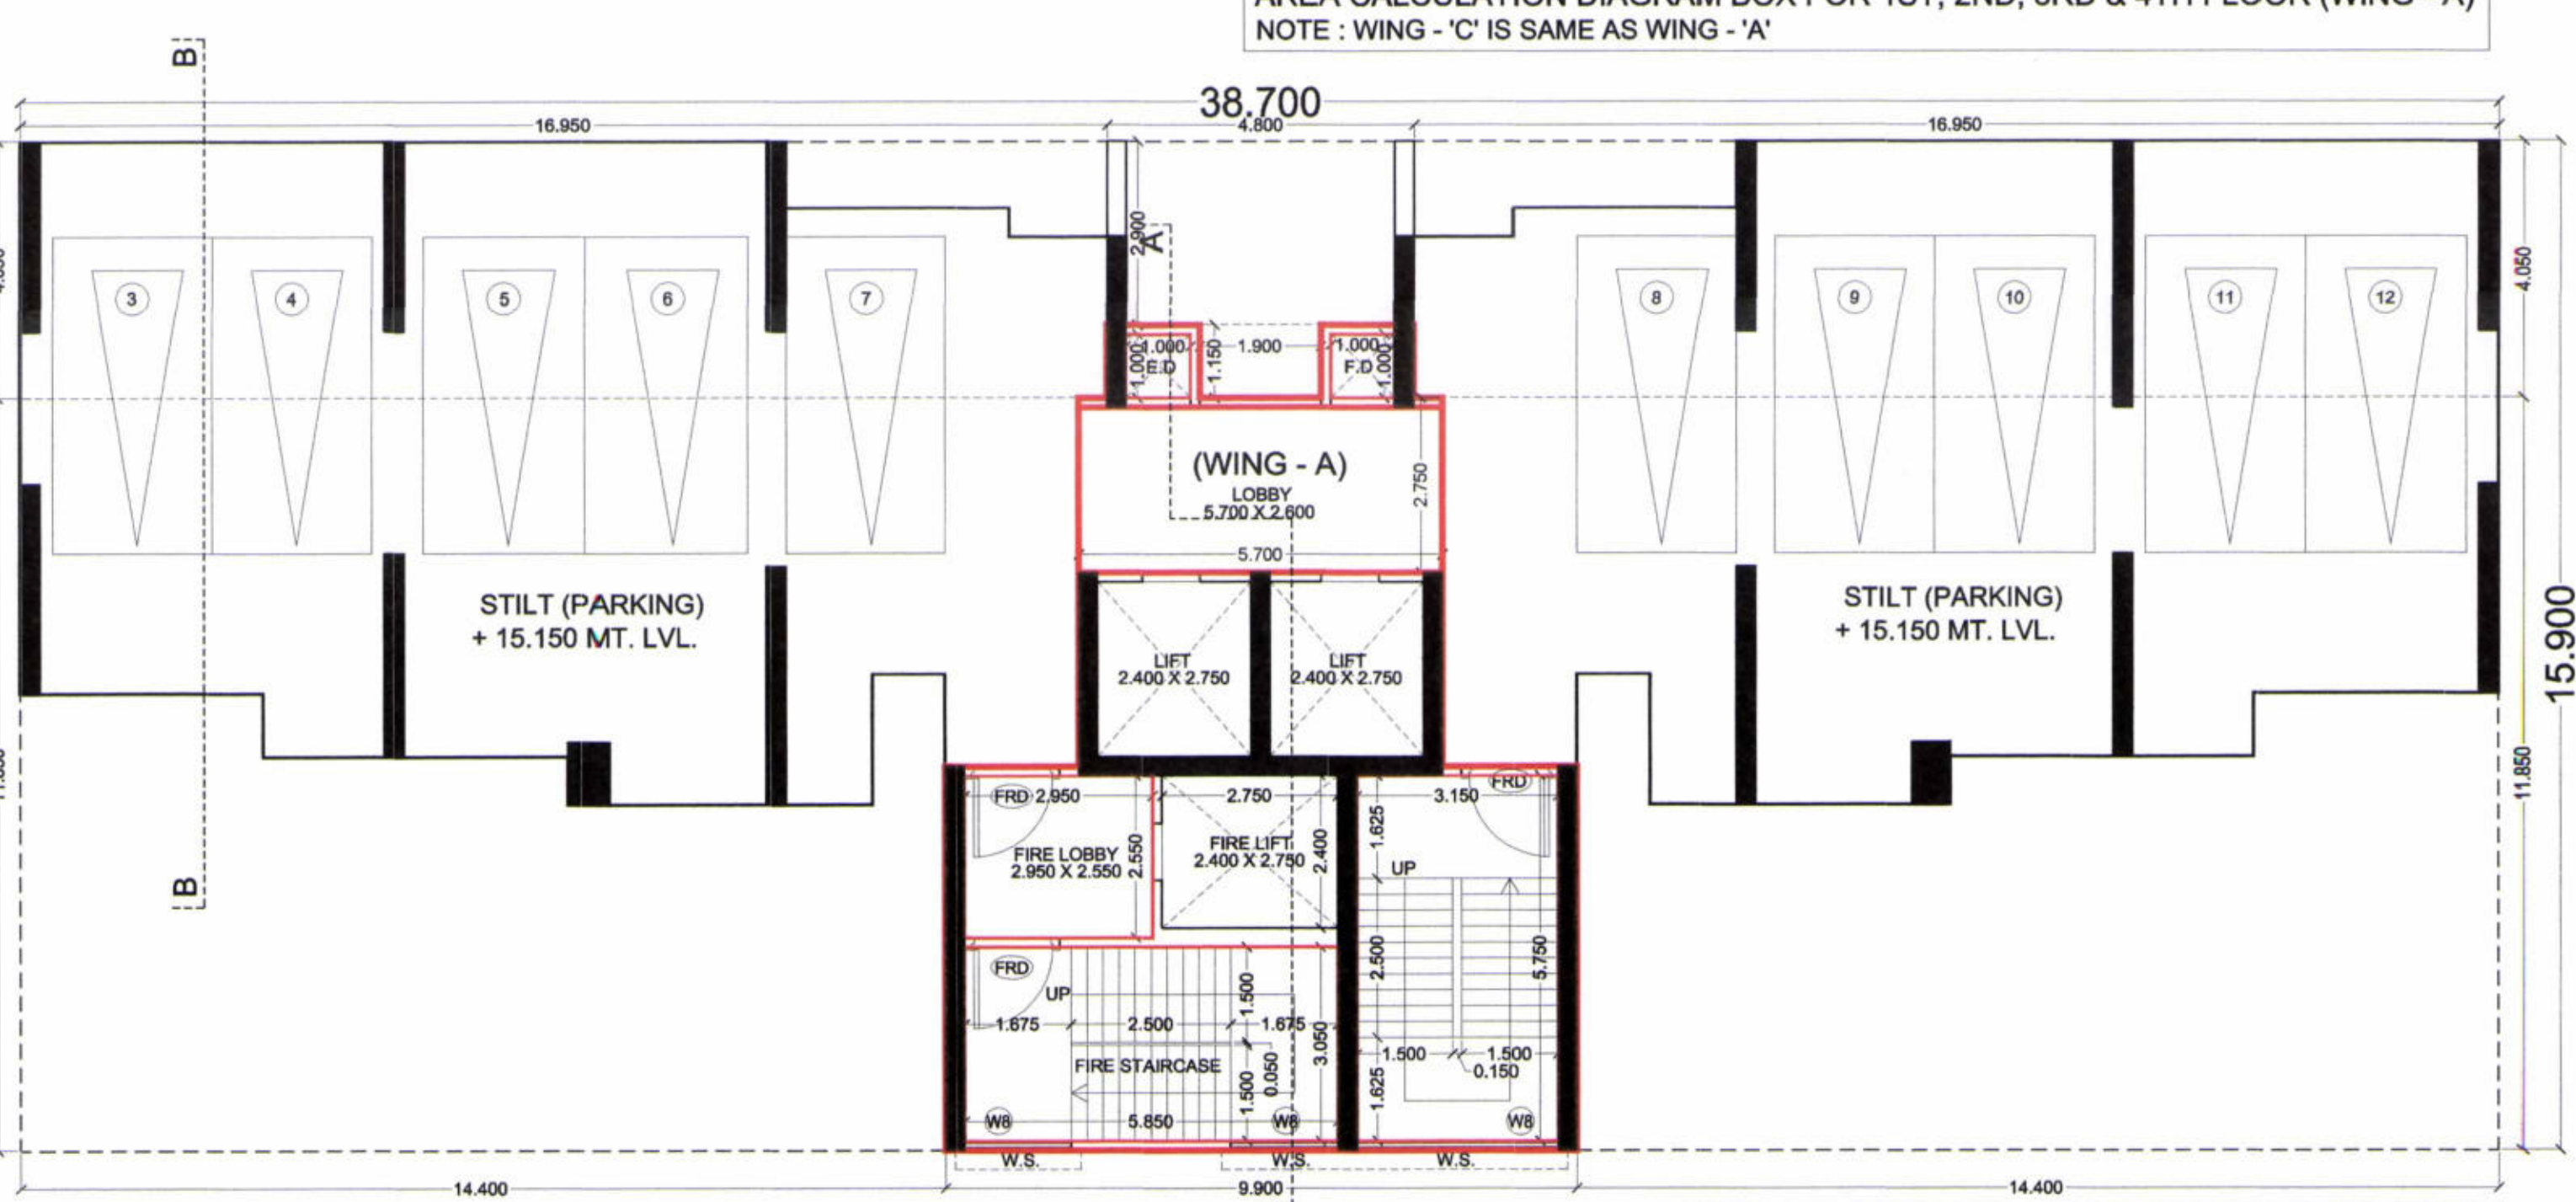 NOTE : WING - 'C' IS SAME AS WING - 'A'
B
38.700
16.950
4.800
16.950
2.900
A
4.050
3
4
5
6
7
8
9
10
11
12
1.000
1.000
E.D
1.150
1.900
1.000
F.D
1.000
(WING - A)
LOBBY
5.700 X 2.600
2.750
5.700
STILT (PARKING)
+ 15.150 MT. LVL.
STILT (PARKING)
+ 15.150 MT. LVL.
15.900
LIFT
2.400 X 2.750
LIFT
2.400 X 2.750
11.850
FRD
2.950
2.750
3.150
FRD
1.625
FIRE LOBBY
2.950 X 2.550
2.550
FIRE LIFT
2.400 X 2.750
2.400
UP
B
FRD
UP
1.500
2.500
5.750
1.675
2.500
1.675
3.050
1.500
1.500
0.150
FIRE STAIRCASE
1.500
0.050
1.625
W8
5.850
W8
W8
W.S.
W.S.
W.S.
14.400
9.900
14.400